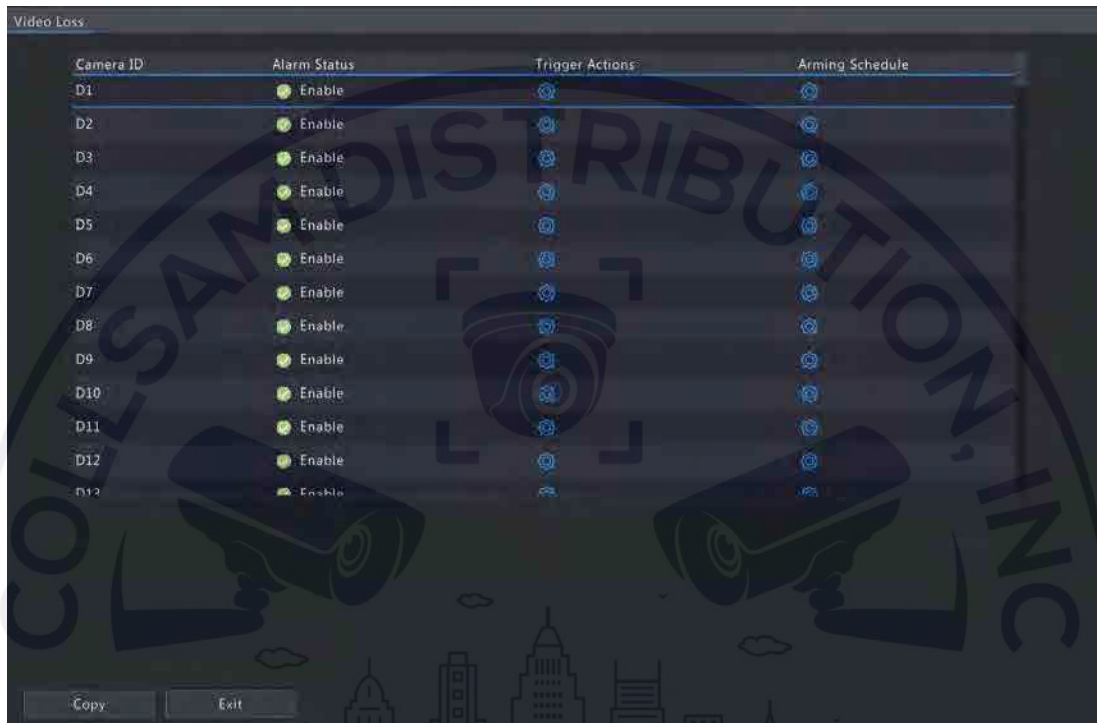 Video Loss
Camera ID Alarm Status Trigger Actions Arming Schedule
D1 Enable
D2 Enable
D3 Enable
D4 Enable
D5 Enable
D6 Enable
D7 Enable
D8 Enable
D9 Enable
D10 Enable
D11 Enable
D12 Enable
D13 Enable
Copy Exit
COLESAM DISTRIBUTION, INC